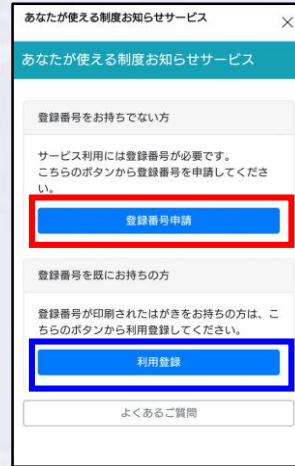 あなたが使える制度お知らせサービス
×
あなたが使える制度お知らせサービス
登録番号をお持ちでない方
サービス利用には登録番号が必要です。
こちらのボタンから登録番号を申請してくださ
い。
登録番号申請
登録番号を既にお持ちの方
登録番号が印刷されたはがきをお持ちの方は、こ
ちらのボタンから利用登録してください。
利用登録
よくあるご質問